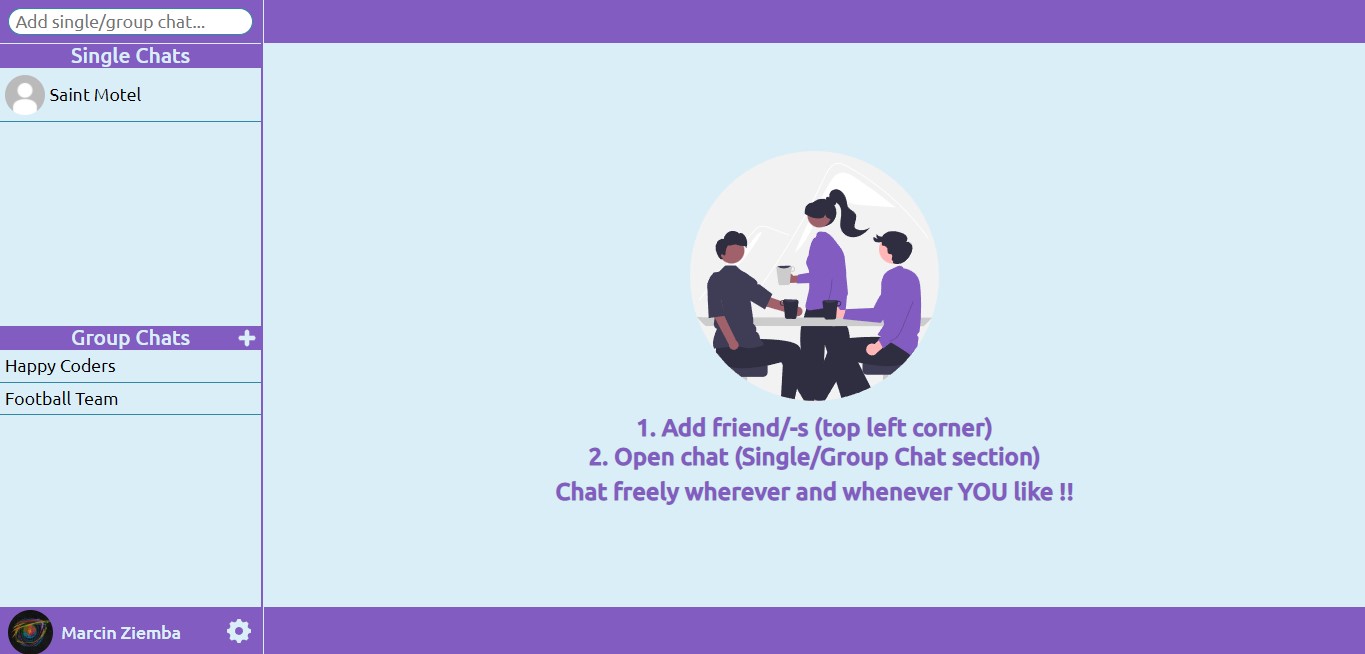 Add single/group chat...
Single Chats
Saint Motel
Group Chats
Happy Coders
Football Team
1. Add friend/-s (top left corner)
2. Open chat (Single/Group Chat section)
Chat freely wherever and whenever YOU like !!
Marcin Ziemba